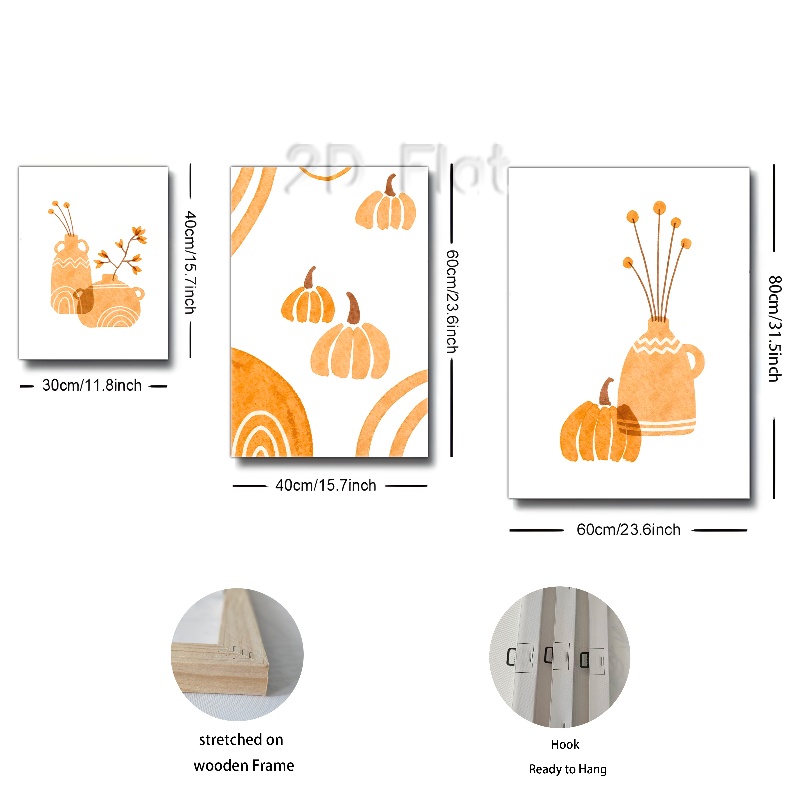 2D Flat
40cm/15.7inch
30cm/11.8inch
60cm/23.6inch
40cm/15.7inch
80cm/31.5inch
60cm/23.6inch
stretched on
wooden Frame
Hook
Ready to Hang